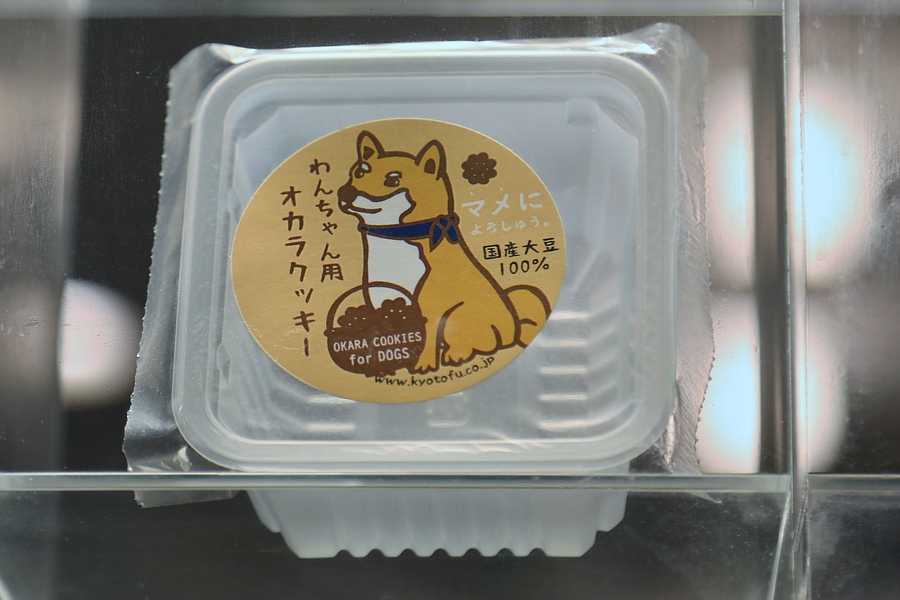 わんちゃん用
オカラクッキー
マメに
よろしゅう。
国産大豆
100%
OKARA COOKIES
for DOGS
www.kyotofu.co.jp